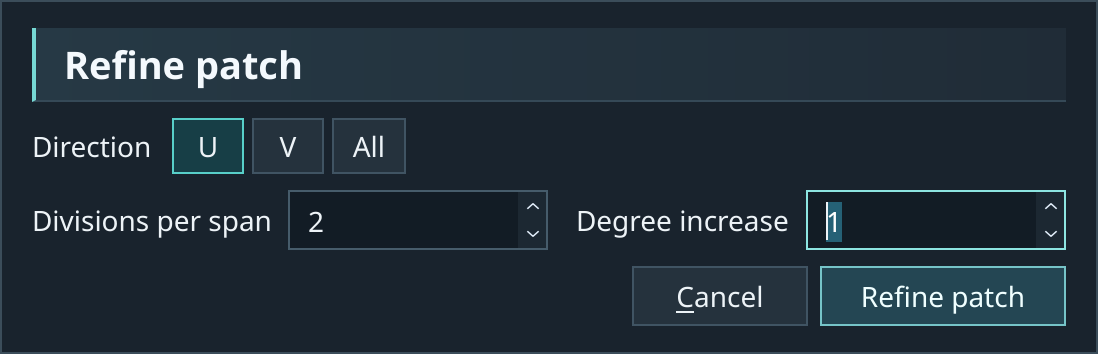 Refine patch
Direction U V All
Divisions per span 2 Degree increase 1
Cancel Refine patch